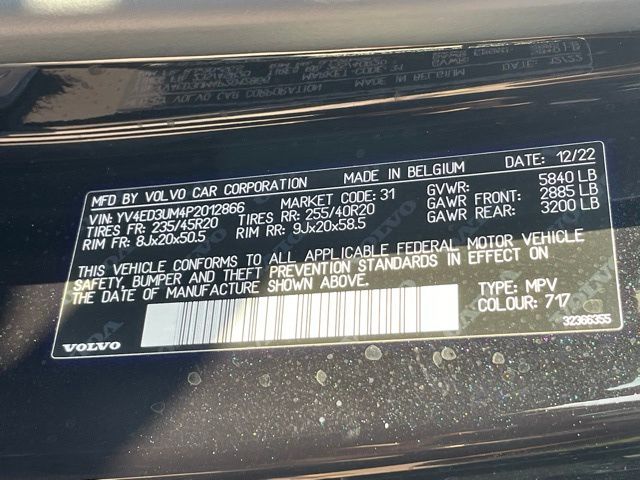 MFD BY VOLVO CAR CORPORATION MADE IN BELGIUM DATE: 12/22
VIN: YV4ED3UM4P2012866 MARKET CODE: 31 GVWR: 5840 LB
TIRES FR: 235/45R20 TIRES RR: 255/40R20 GAWR FRONT: 2885 LB
RIM FR: 8Jx20x50.5 RIM RR: 9Jx20x58.5 GAWR REAR: 3200 LB
THIS VEHICLE CONFORMS TO ALL APPLICABLE FEDERAL MOTOR VEHICLE
SAFETY, BUMPER AND THEFT PREVENTION STANDARDS IN EFFECT ON
THE DATE OF MANUFACTURE SHOWN ABOVE.
TYPE: MPV
COLOUR: 717
VOLVO 32366355